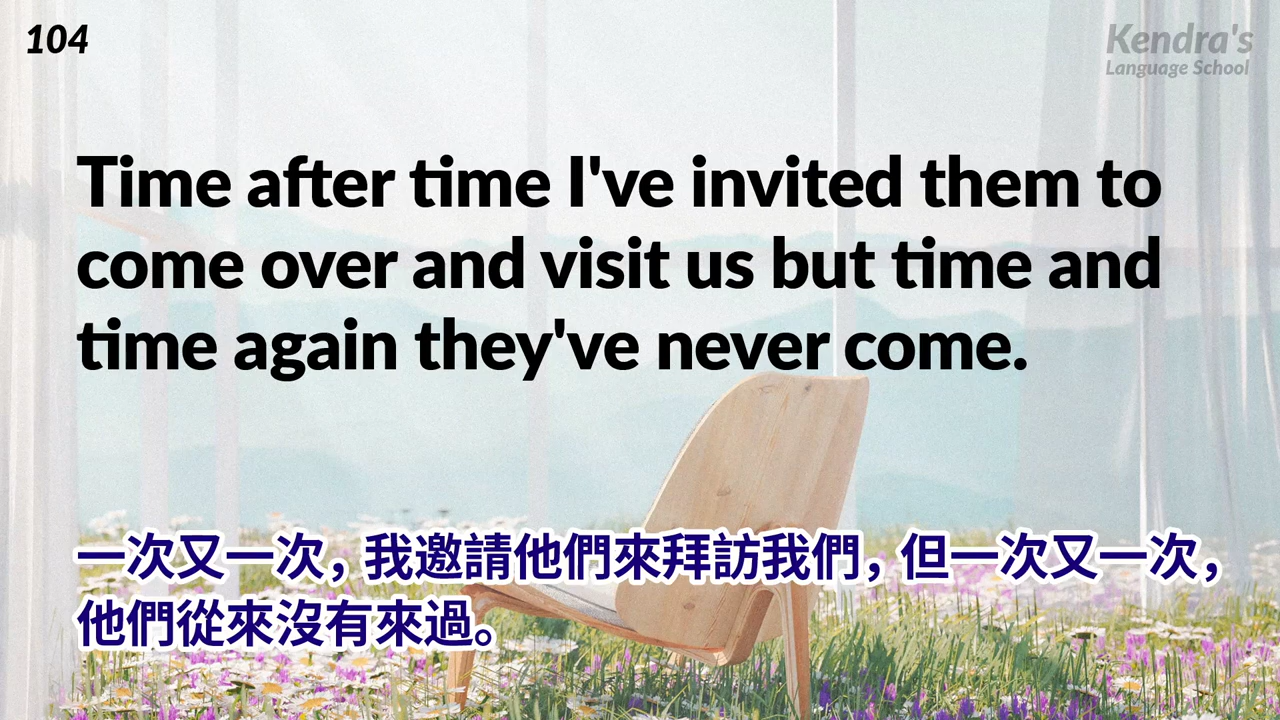 104
Kendra's
Language School
Time after time I've invited them to
come over and visit us but time and
time again they've never come.
一次又一次，我邀請他們來拜訪我們，但一次又一次，
他們從來沒有來過。